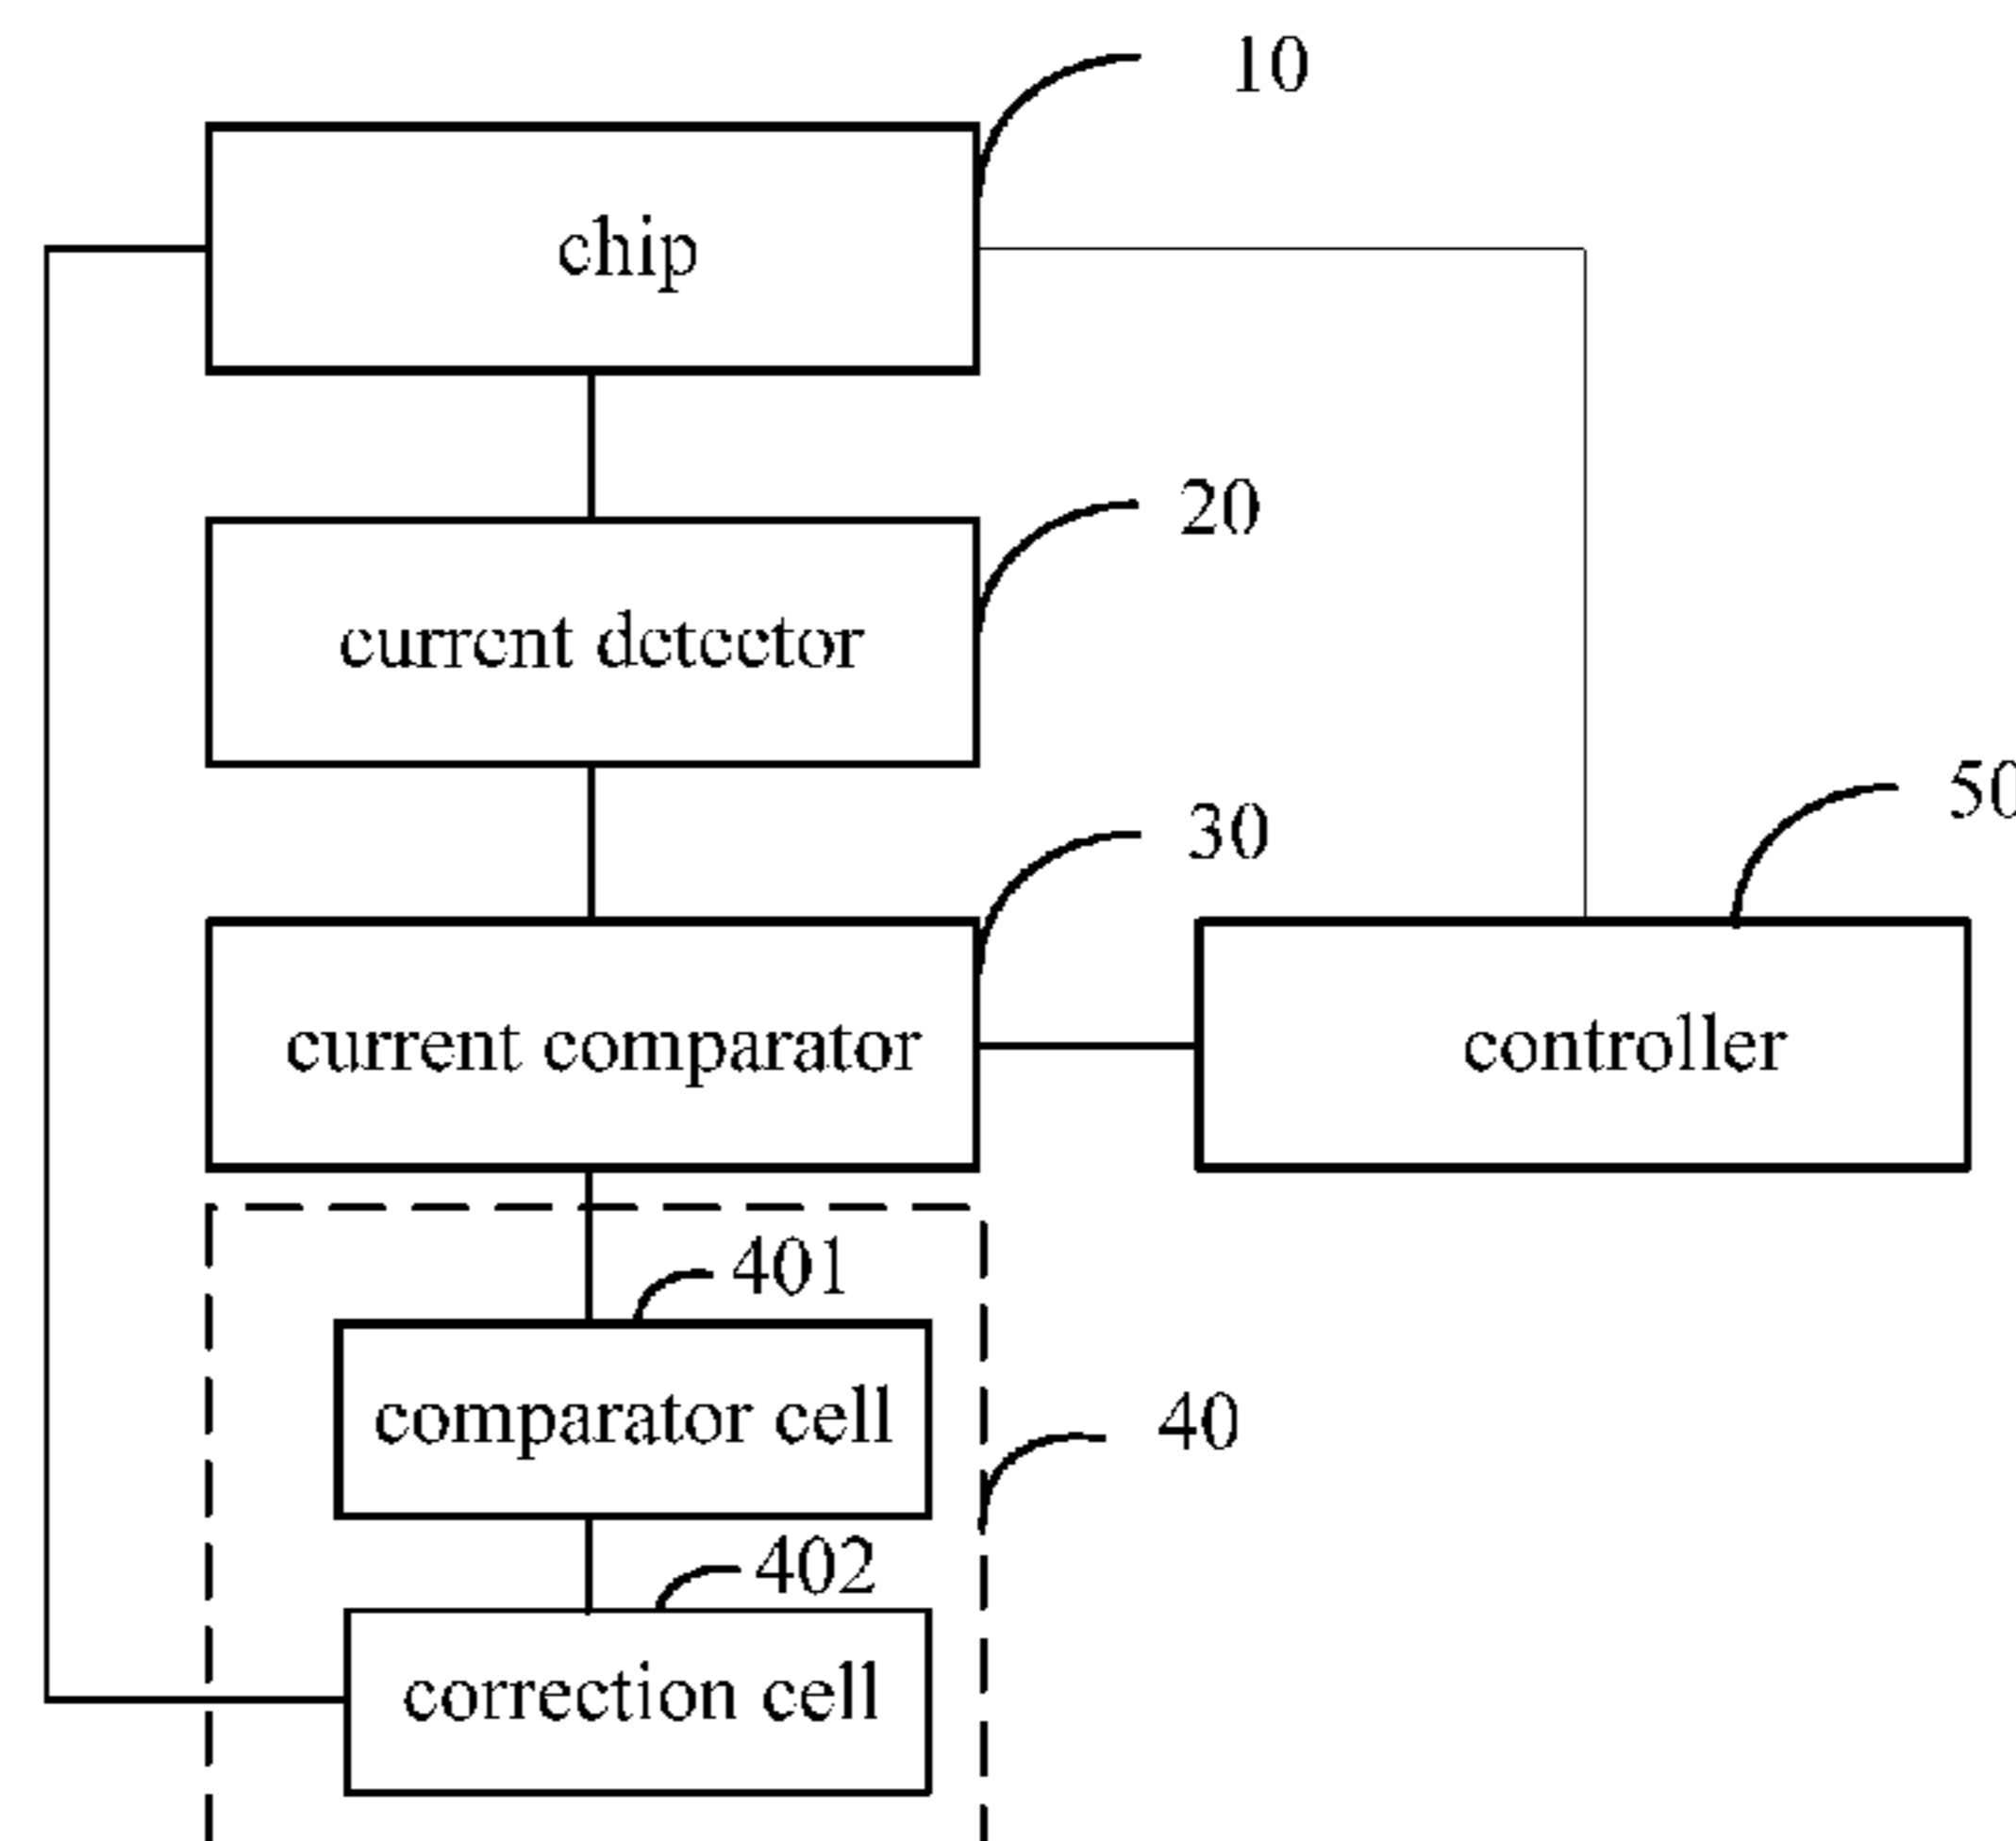 10
chip
20
current detector
50
30
current comparator
controller
401
comparator cell
40
402
correction cell